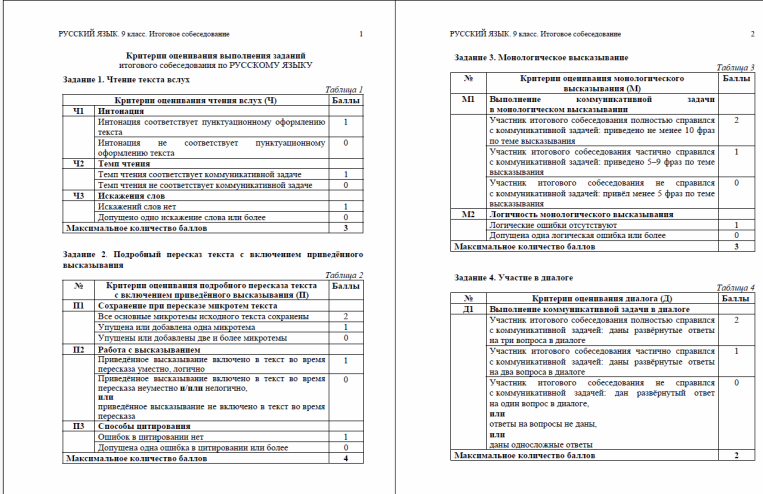 РУССКИЙ ЯЗЫК. 9 класс. Итоговое собеседование 1
Критерии оценивания выполнения заданий
итогового собеседования по РУССКОМУ ЯЗЫКУ
Задание 1. Чтение текста вслух
Таблица 1
Критерии оценивания чтения вслух (Ч) Баллы
Ч1 Интонация
Интонация соответствует пунктуационному оформлению 1
текста
Интонация не соответствует пунктуационному 0
оформлению текста
Ч2 Темп чтения
Темп чтения соответствует коммуникативной задаче 1
Темп чтения не соответствует коммуникативной задаче 0
Ч3 Искажения слов
Искажений слов нет 1
Допущено одно искажение слова или более 0
Максимальное количество баллов 3
Задание 2. Подробный пересказ текста с включением приведённого
высказывания
Таблица 2
№ Критерии оценивания подробного пересказа текста Баллы
с включением приведённого высказывания (П)
П1 Сохранение при пересказе микротем текста
Все основные микротемы исходного текста сохранены 2
Упущена или добавлена одна микротема 1
Упущены или добавлены две и более микротемы 0
П2 Работа с высказыванием
Приведённое высказывание включено в текст во время 1
пересказа уместно, логично
Приведённое высказывание включено в текст во время 0
пересказа неуместно и/или нелогично,
или
приведённое высказывание не включено в текст во время
пересказа
П3 Способы цитирования
Ошибок в цитировании нет 1
Допущена одна ошибка в цитировании или более 0
Максимальное количество баллов 4
РУССКИЙ ЯЗЫК. 9 класс. Итоговое собеседование 2
Задание 3. Монологическое высказывание
Таблица 3
№ Критерии оценивания монологического Баллы
высказывания (М)
М1 Выполнение коммуникативной задачи
в монологическом высказывании
Участник итогового собеседования полностью справился 2
с коммуникативной задачей: приведено не менее 10 фраз
по теме высказывания
Участник итогового собеседования частично справился 1
с коммуникативной задачей: приведено 5–9 фраз по теме
высказывания
Участник итогового собеседования не справился 0
с коммуникативной задачей: привёл менее 5 фраз по теме
высказывания
М2 Логичность монологического высказывания
Логические ошибки отсутствуют 1
Допущена одна логическая ошибка или более 0
Максимальное количество баллов 3
Задание 4. Участие в диалоге
Таблица 4
№ Критерии оценивания диалога (Д) Баллы
Д1 Выполнение коммуникативной задачи в диалоге
Участник итогового собеседования полностью справился 2
с коммуникативной задачей: даны развёрнутые ответы
на три вопроса в диалоге
Участник итогового собеседования частично справился 1
с коммуникативной задачей: даны развёрнутые ответы
на два вопроса в диалоге
Участник итогового собеседования не справился 0
с коммуникативной задачей: дан развёрнутый ответ
на один вопрос в диалоге,
или
ответы на вопросы не даны,
или
даны односложные ответы
Максимальное количество баллов 2